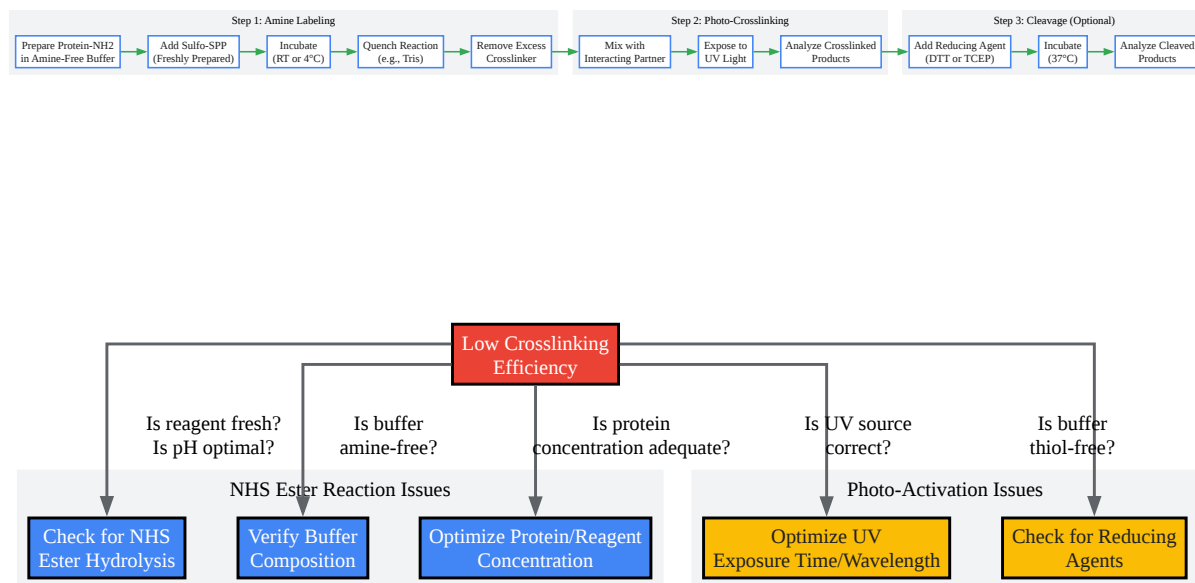 Step 1: Amine Labeling
Step 2: Photo-Crosslinking
Step 3: Cleavage (Optional)
Prepare Protein-NH2
in Amine-Free Buffer
Add Sulfo-SPP
(Freshly Prepared)
Incubate
(RT or 4°C)
Quench Reaction
(e.g., Tris)
Remove Excess
Crosslinker
Mix with
Interacting Partner
Expose to
UV Light
Analyze Crosslinked
Products
Add Reducing Agent
(DTT or TCEP)
Incubate
(37°C)
Analyze Cleaved
Products
Low Crosslinking
Efficiency
Is reagent fresh?
Is pH optimal?
Is buffer
amine-free?
Is protein
concentration adequate?
Is UV source
correct?
Is buffer
thiol-free?
NHS Ester Reaction Issues
Photo-Activation Issues
Check for NHS
Ester Hydrolysis
Verify Buffer
Composition
Optimize Protein/Reagent
Concentration
Optimize UV
Exposure Time/Wavelength
Check for Reducing
Agents